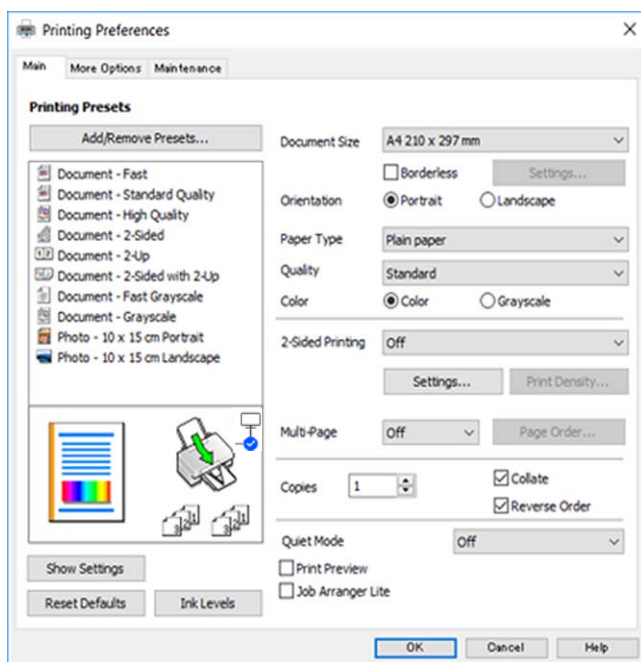 Printing Preferences
Main More Options Maintenance
Printing Presets
Add/Remove Presets...
Document - Fast
Document - Standard Quality
Document - High Quality
Document - 2-Sided
Document - 2-Up
Document - 2-Sided with 2-Up
Document - Fast Grayscale
Document - Grayscale
Photo - 10 x 15 cm Portrait
Photo - 10 x 15 cm Landscape
Show Settings
Reset Defaults Ink Levels
Document Size A4 210 x 297 mm
Borderless Settings...
Orientation Portrait Landscape
Paper Type Plain paper
Quality Standard
Color Color Grayscale
2-Sided Printing Off
Settings... Print Density...
Multi-Page Off Page Order...
Copies 1 Collate
Reverse Order
Quiet Mode Off
Print Preview
Job Arranger Lite
OK Cancel Help